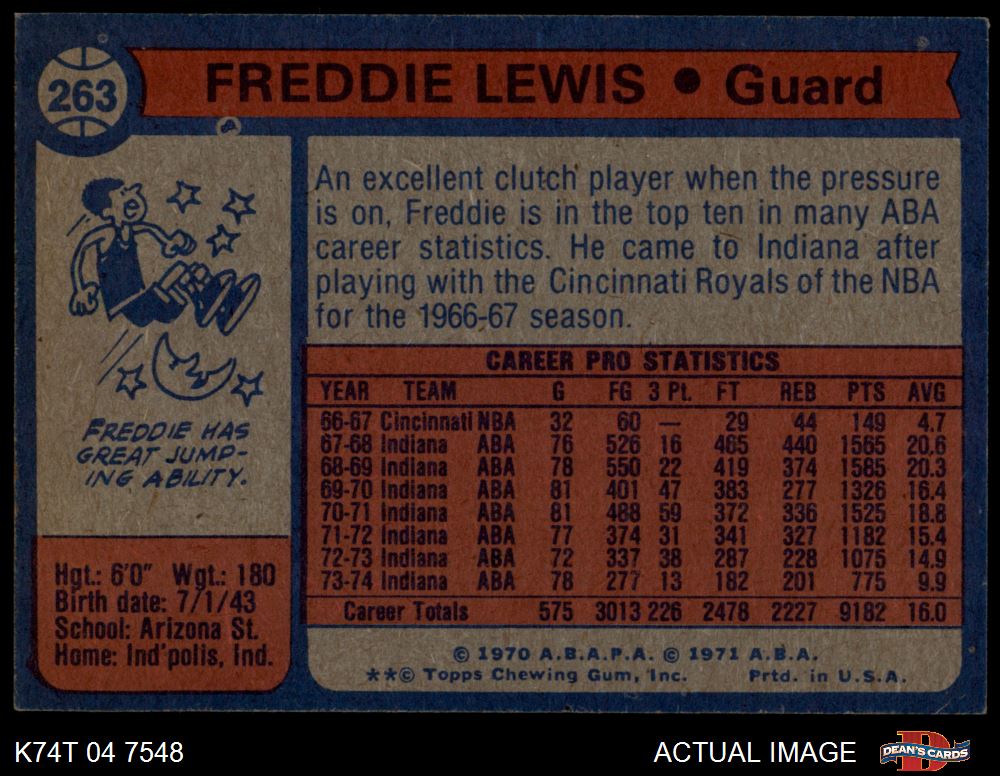 263
FREDDIE LEWIS • Guard
An excellent clutch player when the pressure
is on, Freddie is in the top ten in many ABA
career statistics. He came to Indiana after
playing with the Cincinnati Royals of the NBA
for the 1966-67 season.
FREDDIE HAS
GREAT JUMP-
ING ABILITY.
Hgt.: 6'0" Wgt.: 180
Birth date: 7/1/43
School: Arizona St.
Home: Ind'polis, Ind.
CAREER PRO STATISTICS
YEAR TEAM G FG 3 Pt. FT REB PTS AVG
66-67 Cincinnati NBA 32 60 — 29 44 149 4.7
67-68 Indiana ABA 76 526 16 465 440 1565 20.6
68-69 Indiana ABA 78 550 22 419 374 1585 20.3
69-70 Indiana ABA 81 401 47 383 277 1326 16.4
70-71 Indiana ABA 81 488 59 372 336 1525 18.8
71-72 Indiana ABA 77 374 31 341 327 1182 15.4
72-73 Indiana ABA 72 337 38 287 228 1075 14.9
73-74 Indiana ABA 78 277 13 182 201 775 9.9
Career Totals 575 3013 226 2478 2227 9182 16.0
© 1970 A.B.A.P.A. © 1971 A.B.A.
**© Topps Chewing Gum, Inc. Prtd. in U.S.A.
K74T 04 7548
ACTUAL IMAGE
DEAN'S CARDS